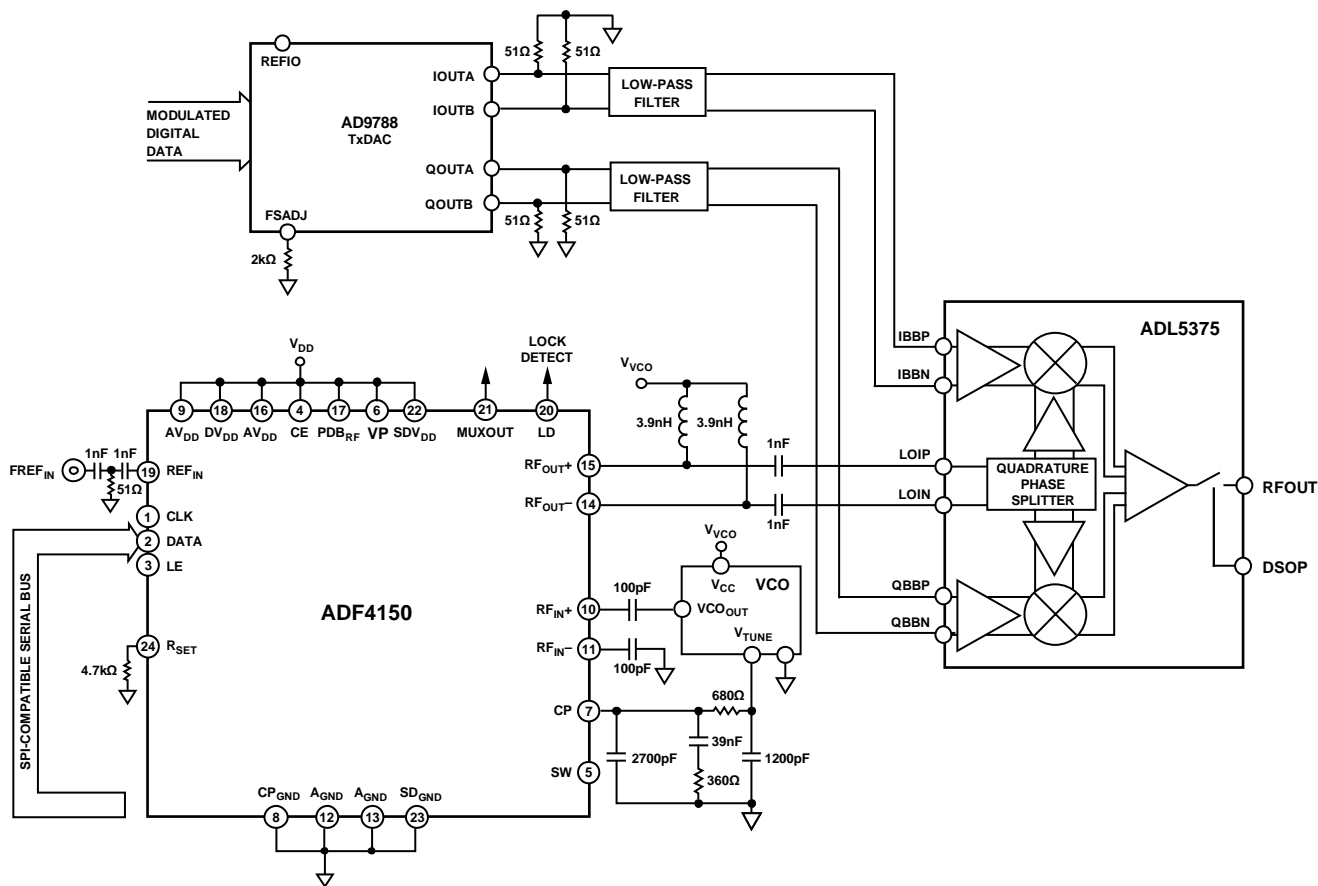 51Ω
51Ω
REFIO
IOUTA
IOUTB
LOW-PASS
FILTER
MODULATED
DIGITAL
DATA
AD9788
TxDAC
QOUTA
QOUTB
LOW-PASS
FILTER
FSADJ
51Ω
51Ω
2kΩ
ADL5375
IBBP
IBBN
LOIP
LOIN
QUADRATURE
PHASE
SPLITTER
RFOUT
DSOP
QBBP
QBBN
VDD
LOCK
DETECT
VVCO
9
18
16
4
17
6
22
21
20
AVDD
DVDD
AVDD
CE
PDBRF
VP
SDVDD
MUXOUT
LD
3.9nH
3.9nH
1nF
1nF
1nF
1nF
FREFIN
51Ω
19
REFIN
1
CLK
2
DATA
3
LE
SPI-COMPATIBLE SERIAL BUS
24
RSET
4.7kΩ
ADF4150
RFOUT+
15
RFOUT−
14
RFIN+
10
100pF
RFIN−
11
100pF
VVCO
VCC
VCO
VCOOUT
VTUNE
CP
7
680Ω
39nF
2700pF
1200pF
360Ω
SW
5
CPGND
AGND
AGND
SDGND
8
12
13
23